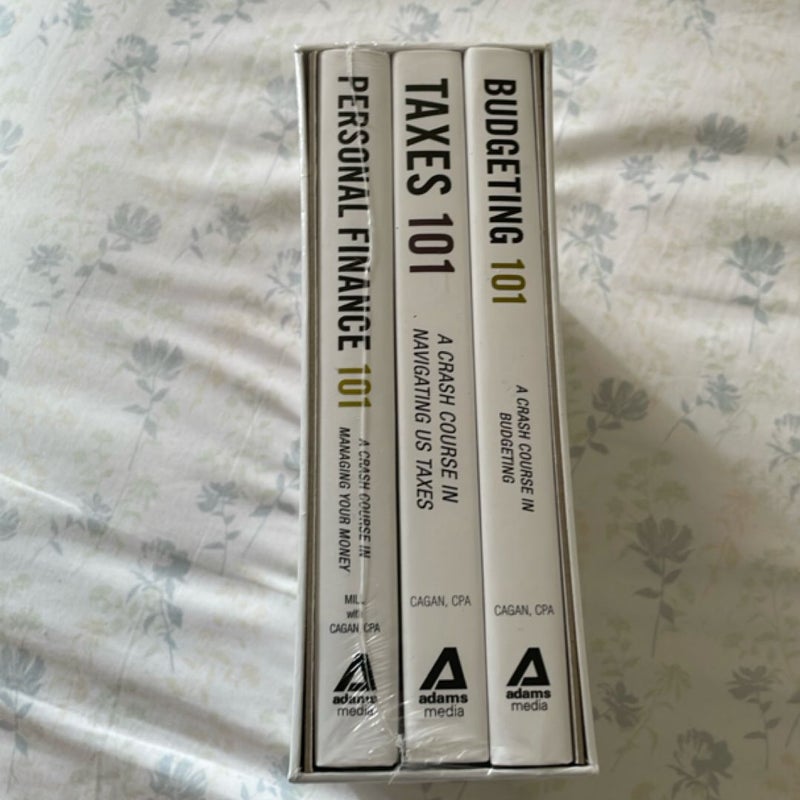 PERSONAL FINANCE 101
A CRASH COURSE IN
MANAGING YOUR MONEY
with
CAGAN, CPA
adams
media
TAXES 101
A CRASH COURSE IN
NAVIGATING US TAXES
CAGAN, CPA
adams
media
BUDGETING 101
A CRASH COURSE IN
BUDGETING
CAGAN, CPA
adams
media